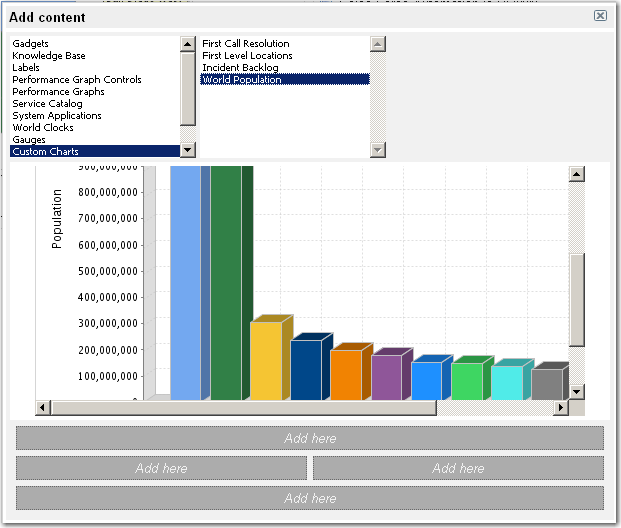 Add content
Gadgets
Knowledge Base
Labels
Performance Graph Controls
Performance Graphs
Service Catalog
System Applications
World Clocks
Gauges
Custom Charts
First Call Resolution
First Level Locations
Incident Backlog
World Population
Population
900,000,000
800,000,000
700,000,000
600,000,000
500,000,000
400,000,000
300,000,000
200,000,000
100,000,000
Add here
Add here
Add here
Add here